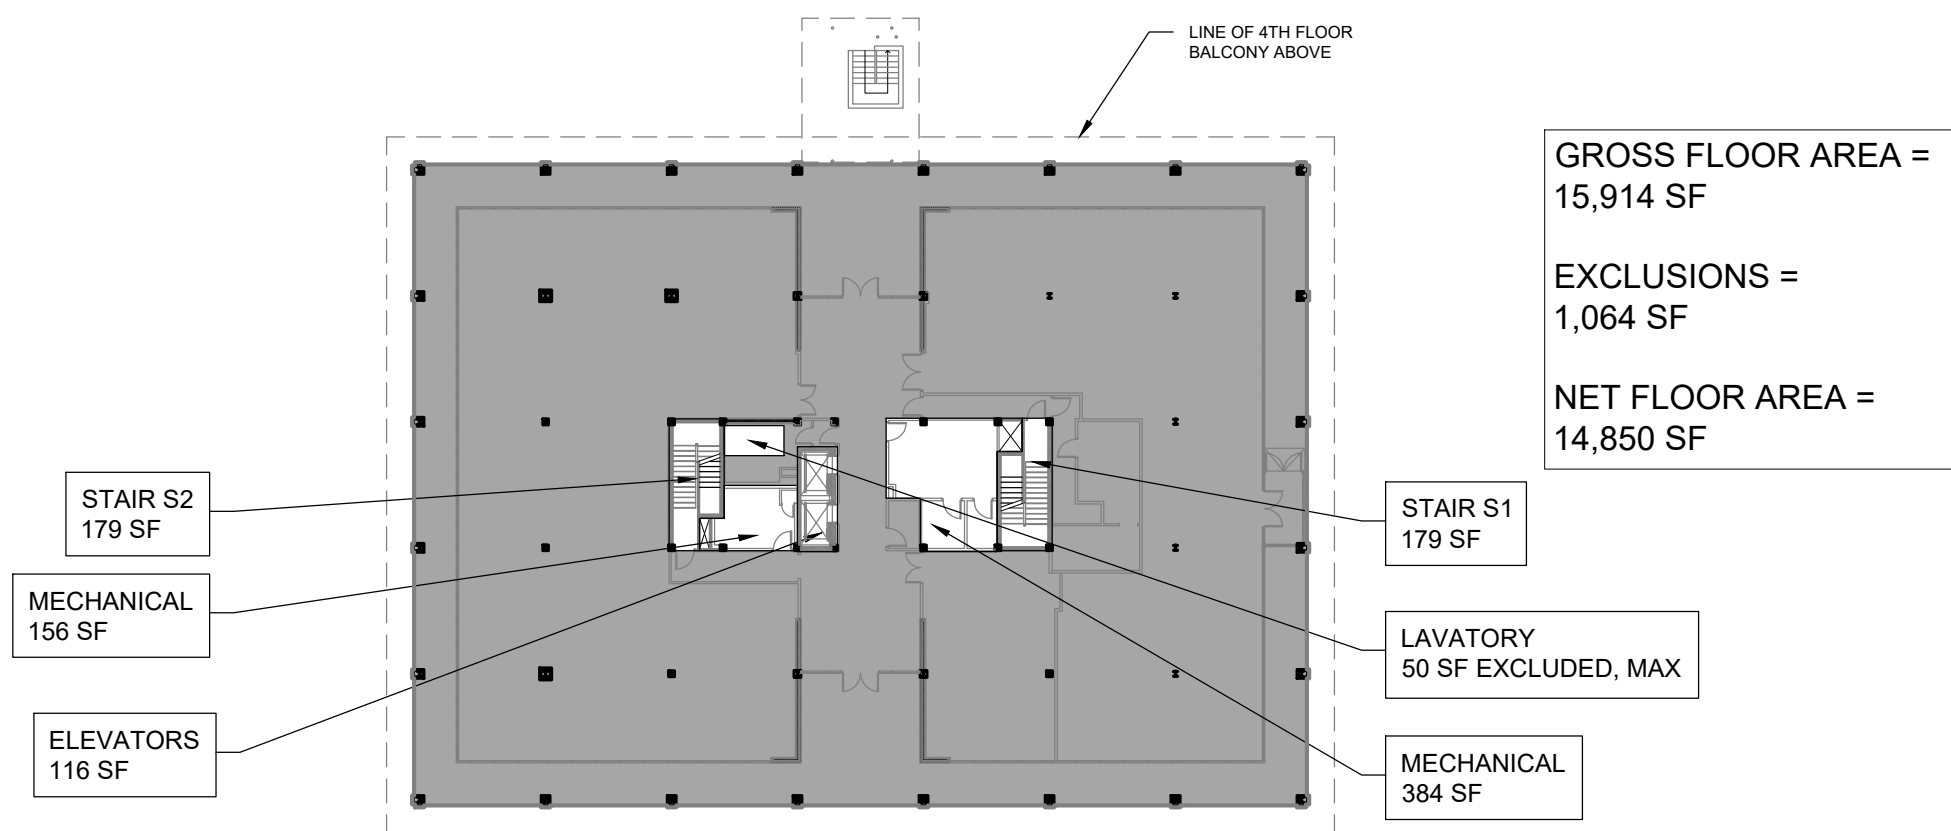 LINE OF 4TH FLOOR
BALCONY ABOVE
GROSS FLOOR AREA =
15,914 SF
EXCLUSIONS =
1,064 SF
NET FLOOR AREA =
14,850 SF
STAIR S2
179 SF
MECHANICAL
156 SF
ELEVATORS
116 SF
STAIR S1
179 SF
LAVATORY
50 SF EXCLUDED, MAX
MECHANICAL
384 SF